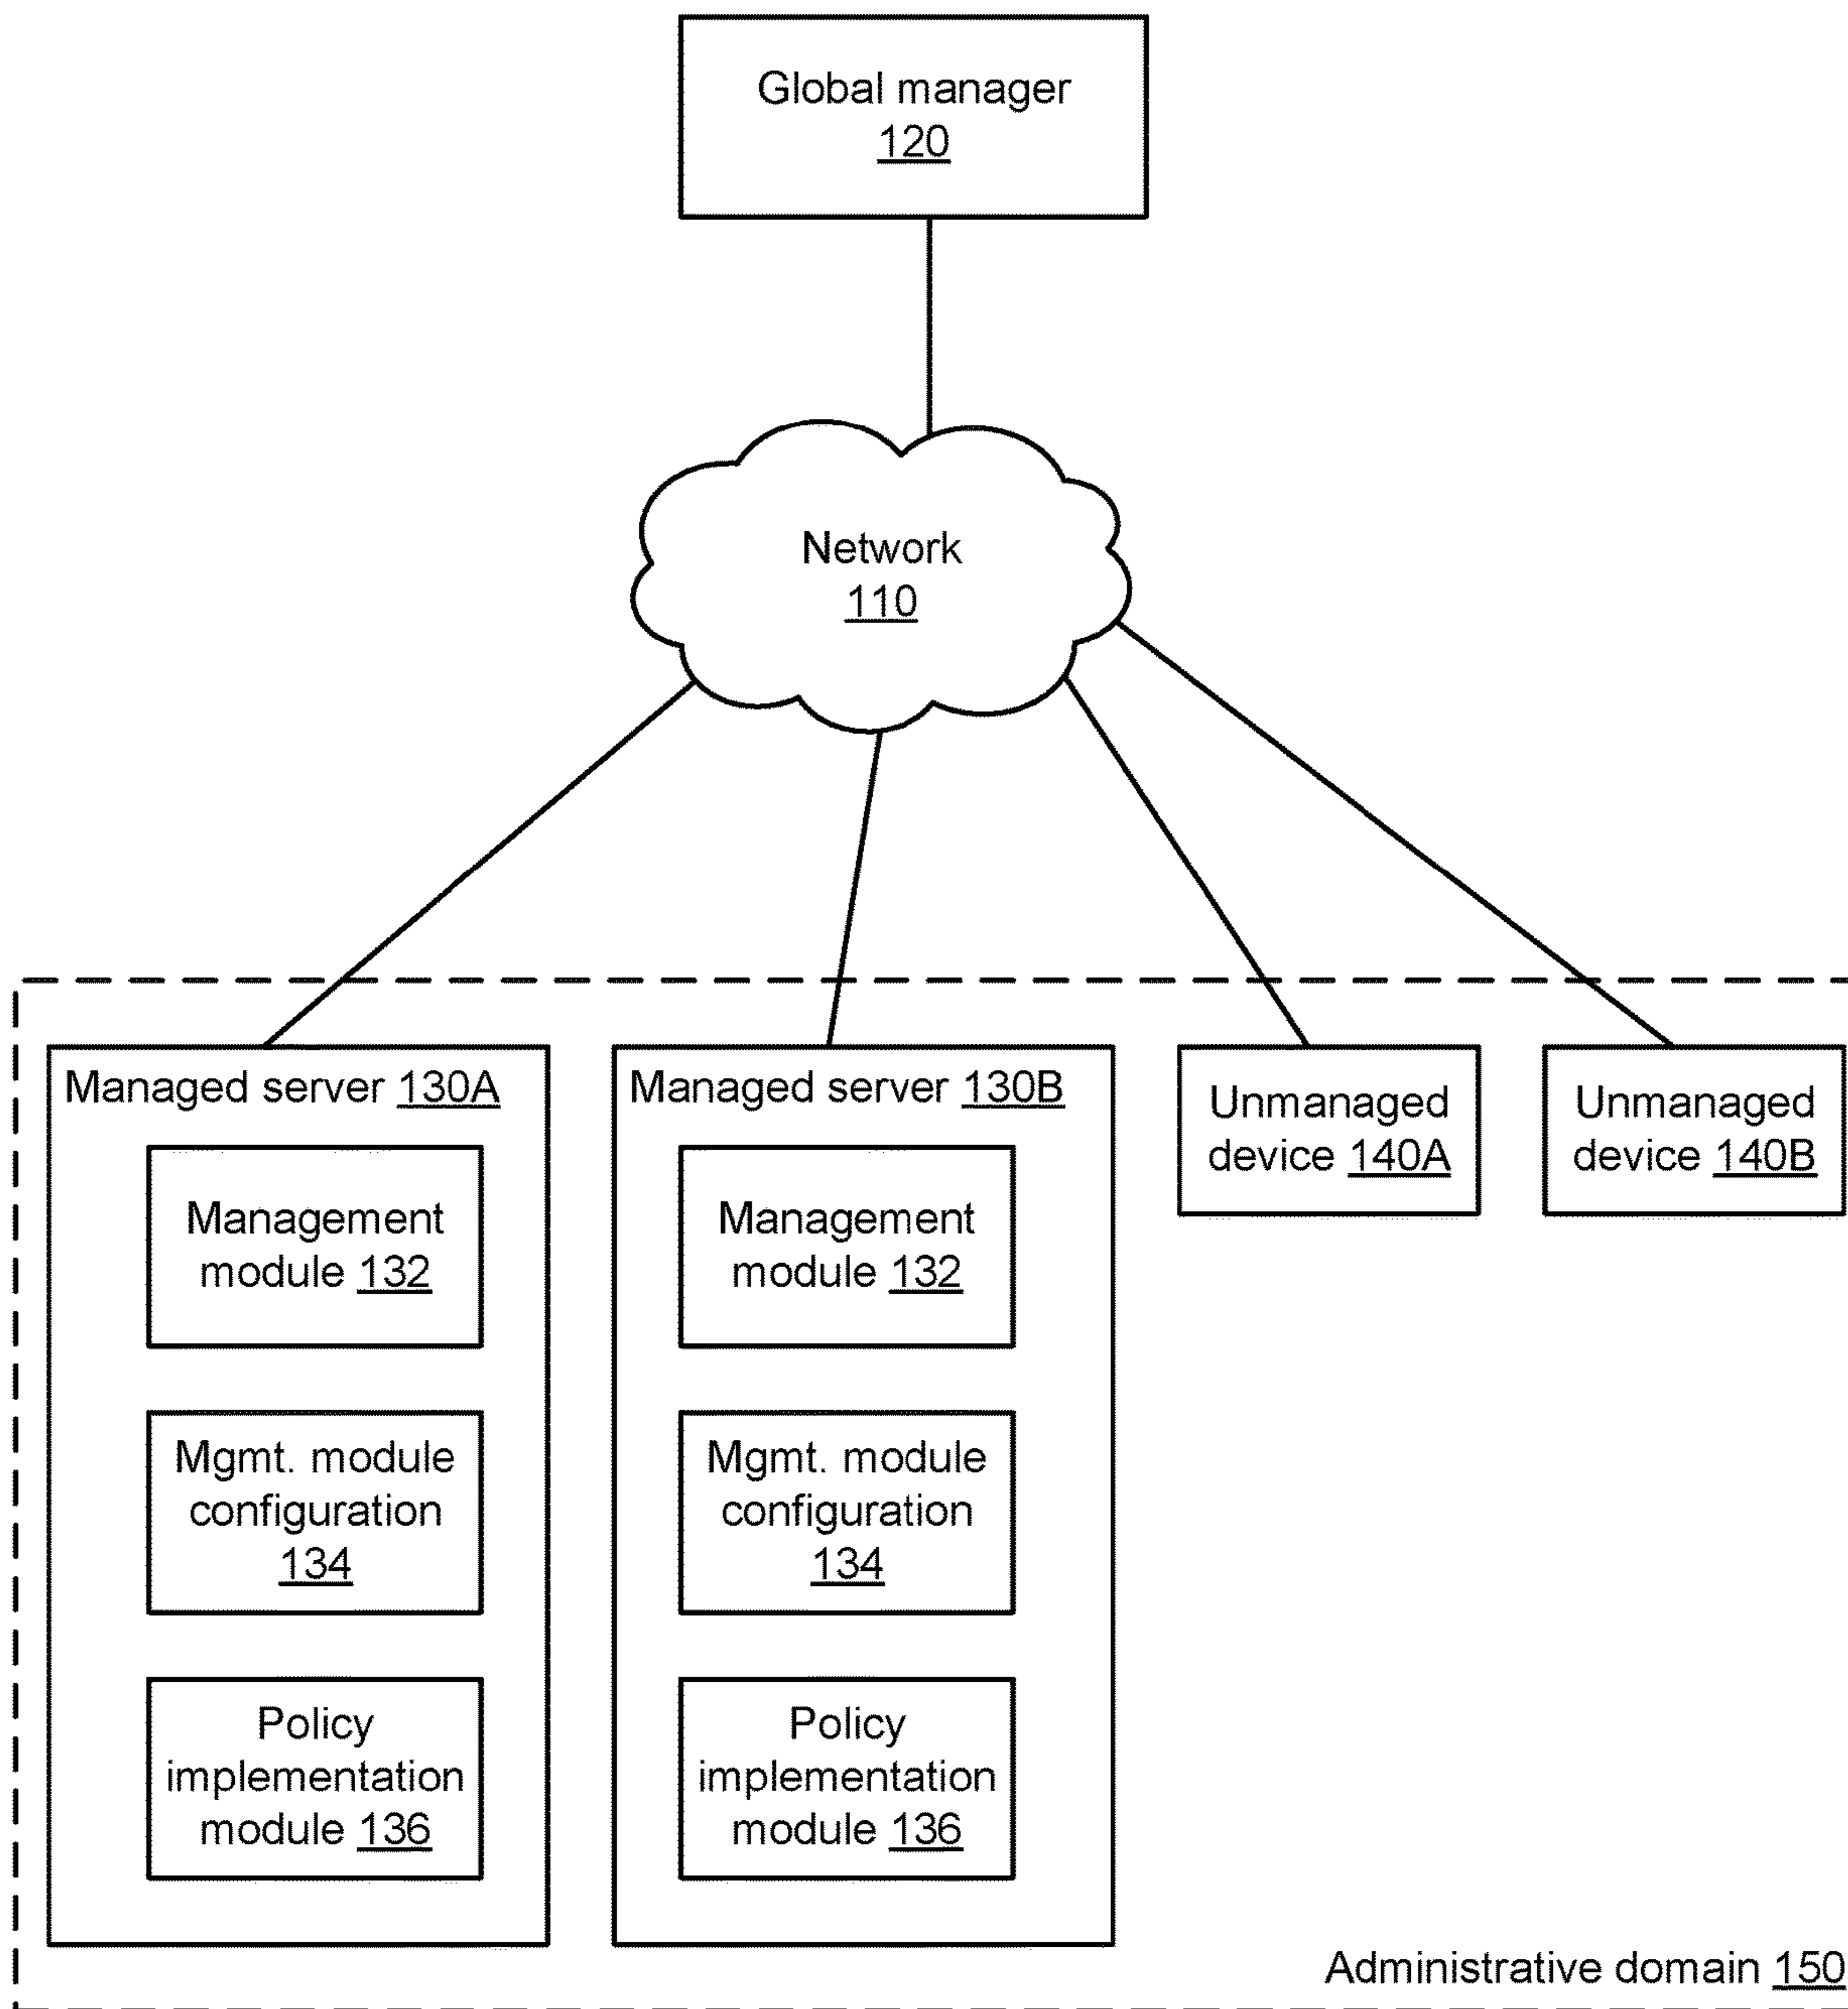 Global manager
120
Network
110
Managed server 130A
Management
module 132
Mgmt. module
configuration
134
Policy
implementation
module 136
Managed server 130B
Management
module 132
Mgmt. module
configuration
134
Policy
implementation
module 136
Unmanaged
device 140A
Unmanaged
device 140B
Administrative domain 150